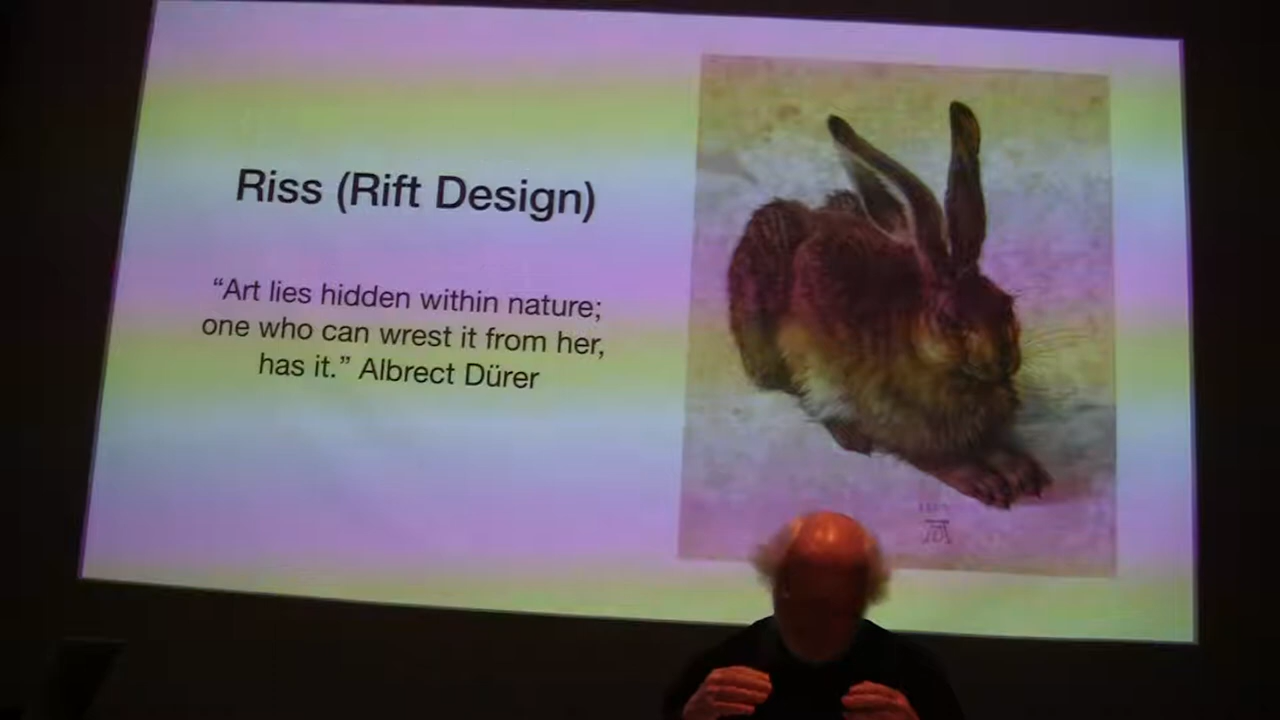 Riss (Rift Design)
“Art lies hidden within nature;
one who can wrest it from her,
has it.” Albrect Dürer